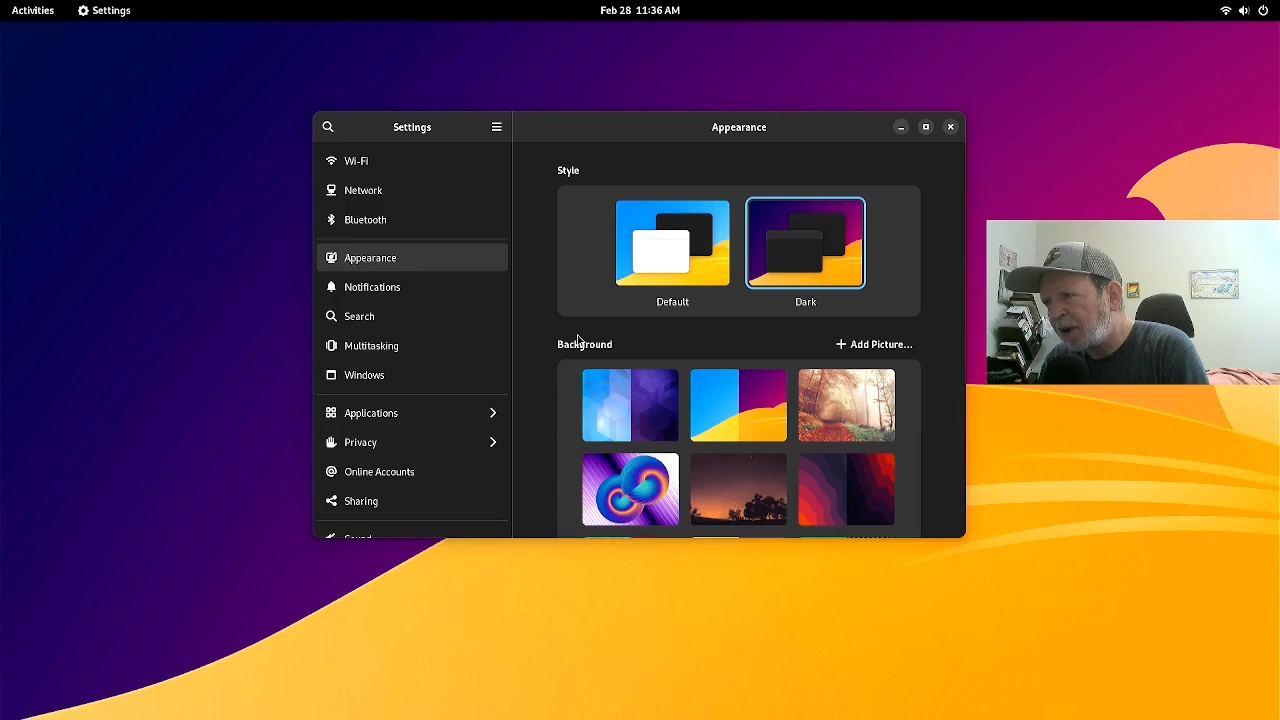 Activities
Settings
Feb 28 11:36 AM
Settings
Appearance
Wi-Fi
Network
Bluetooth
Appearance
Notifications
Search
Multitasking
Windows
Applications
Privacy
Online Accounts
Sharing
Sound
Style
Default
Dark
Background
Add Picture...